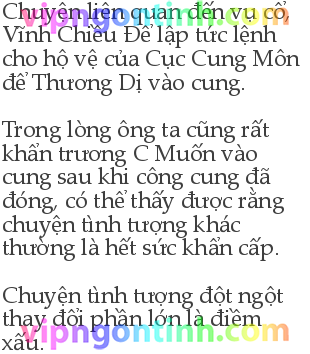 Chuyện liên quan đến vu cổ,
Vĩnh Chiêu Đế lập tức lệnh
cho hộ vệ của Cục Cung Môn
để Thương Dị vào cung.
Trong lòng ông ta cũng rất
khẩn trương C Muốn vào
cung sau khi công cung đã
đóng, có thể thấy được rằng
chuyện tình tượng khác
thường là hết sức khẩn cấp.
Chuyện tình tượng đột ngột
thay đổi phần lớn là điềm
xấu.
vipngontinh.com
vipngontinh.com